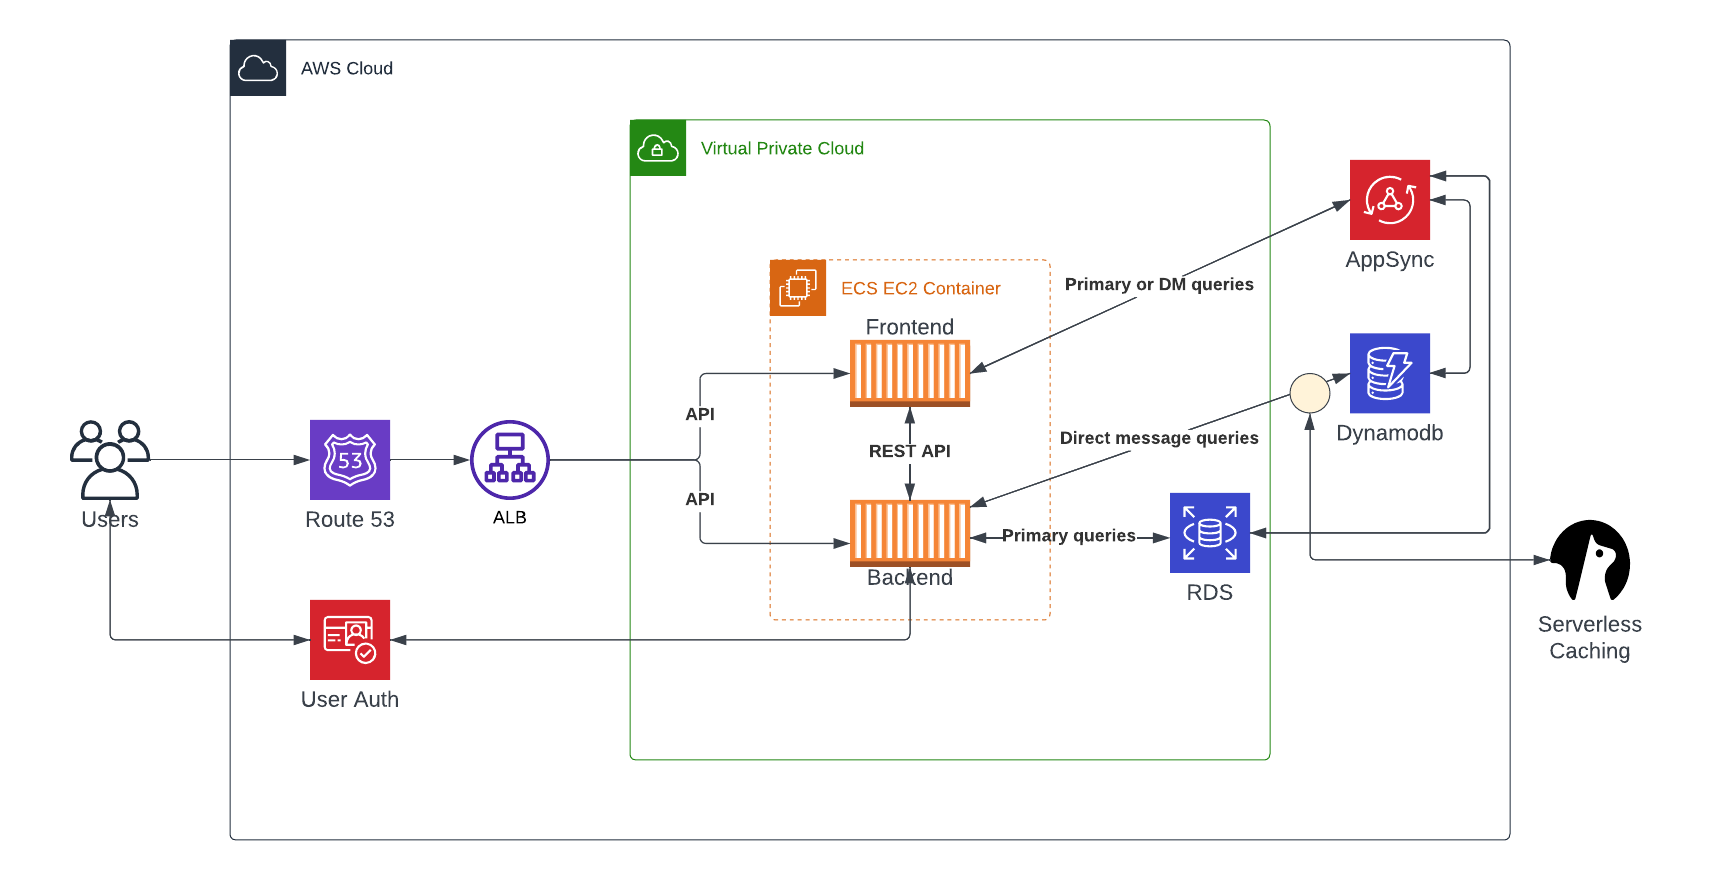 AWS Cloud
Virtual Private Cloud
ECS EC2 Container
Frontend
Primary or DM queries
AppSync
API
REST API
Direct message queries
Dynamodb
53
Users
Route 53
ALB
API
Primary queries
Backend
RDS
Serverless
Caching
User Auth